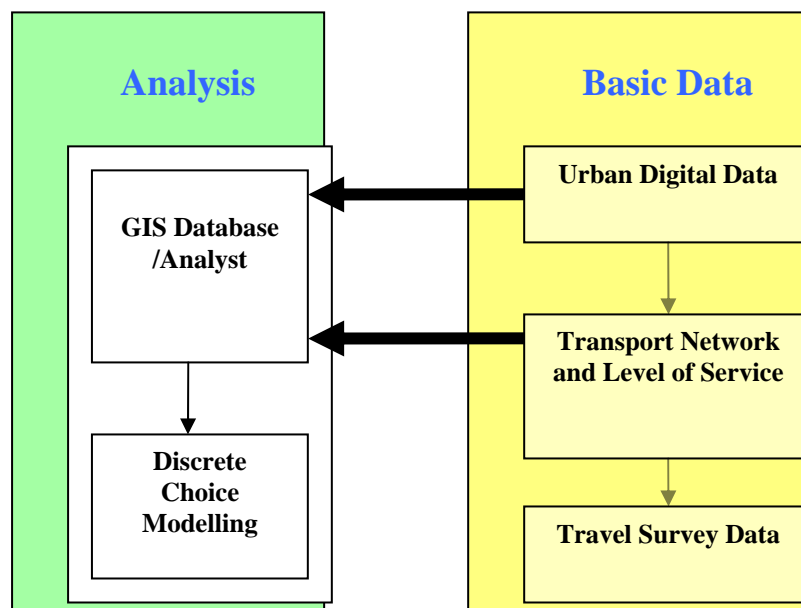 Analysis
GIS Database
/Analyst
Discrete
Choice
Modelling
Basic Data
Urban Digital Data
Transport Network
and Level of Service
Travel Survey Data